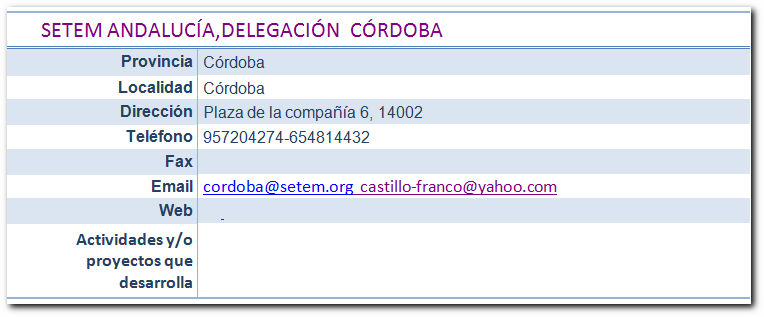 SETEM ANDALUCÍA,DELEGACIÓN CÓRDOBA
Provincia Córdoba
Localidad Córdoba
Dirección Plaza de la compañía 6, 14002
Teléfono 957204274-654814432
Fax
Email cordoba@setem.org castillo-franco@yahoo.com
Web
Actividades y/o
proyectos que
desarrolla